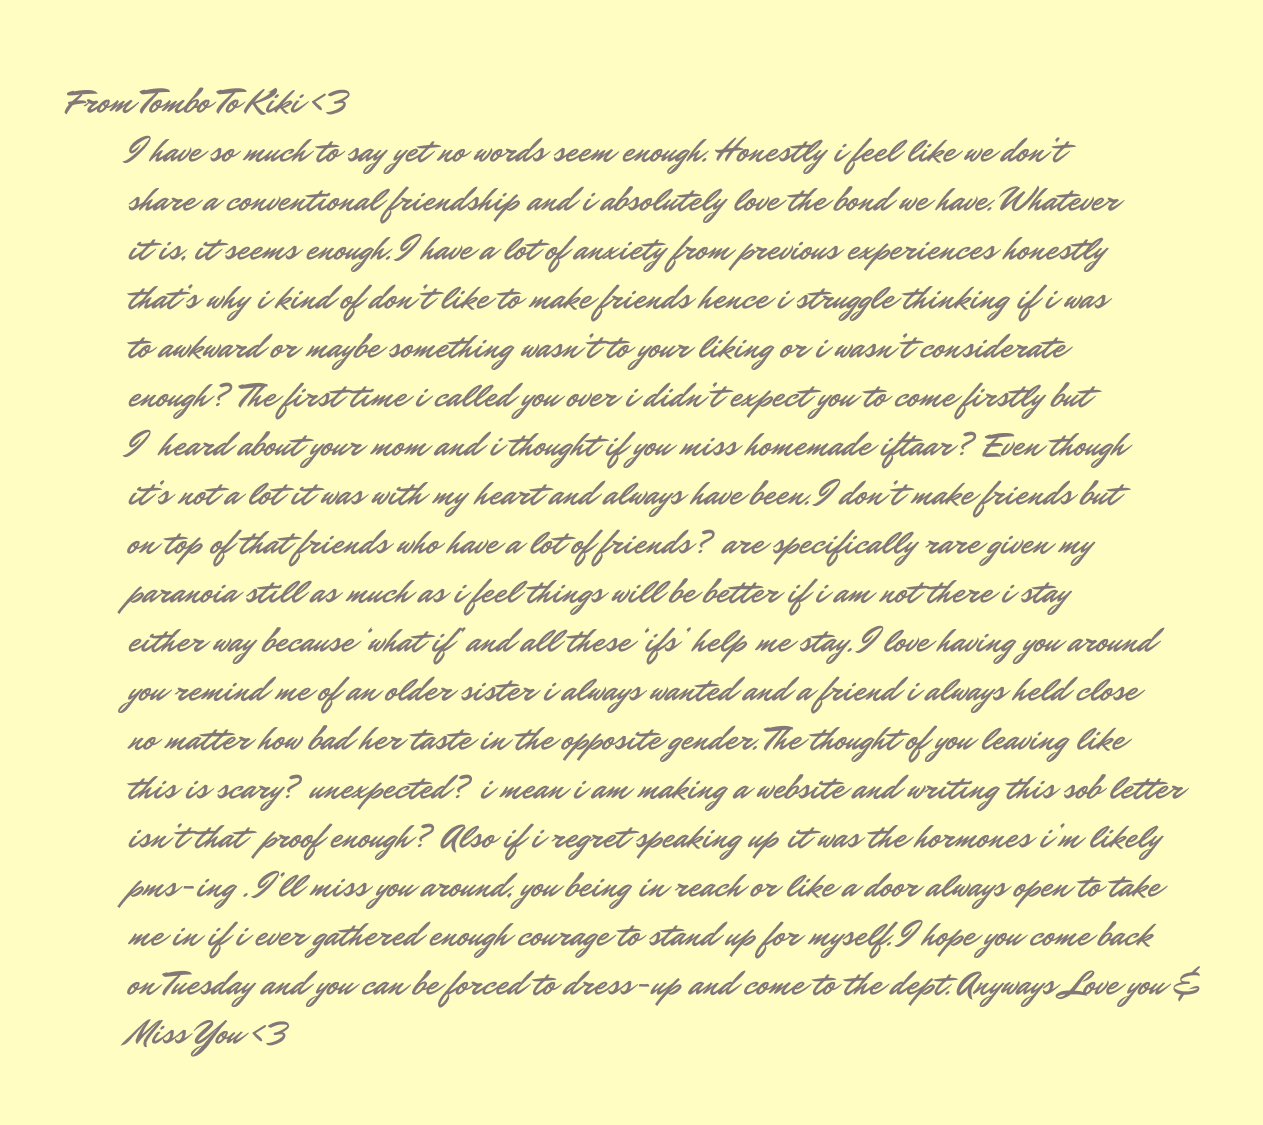 From Tombo To Kiki <3
I have so much to say yet no words seem enough. Honestly i feel like we don't
share a conventional friendship and i absolutely love the bond we have. Whatever
it is, it seems enough. I have a lot of anxiety from previous experiences honestly
that's why i kind of don't like to make friends hence i struggle thinking if i was
to awkward or maybe something wasn't to your liking or i wasn't considerate
enough? The first time i called you over i didn't expect you to come firstly but
I heard about your mom and i thought if you miss homemade iftaar? Even though
it's not a lot it was with my heart and always have been. I don't make friends but
on top of that friends who have a lot of friends? are specifically rare given my
paranoia still as much as i feel things will be better if i am not there i stay
either way because 'what if' and all these 'ifs' help me stay. I love having you around
you remind me of an older sister i always wanted and a friend i always held close
no matter how bad her taste in the opposite gender. The thought of you leaving like
this is scary? unexpected? i mean i am making a website and writing this sob letter
isn't that proof enough? Also if i regret speaking up it was the hormones i'm likely
pms-ing .I'll miss you around, you being in reach or like a door always open to take
me in if i ever gathered enough courage to stand up for myself. I hope you come back
on Tuesday and you can be forced to dress-up and come to the dept. Anyways Love you &
Miss You <3